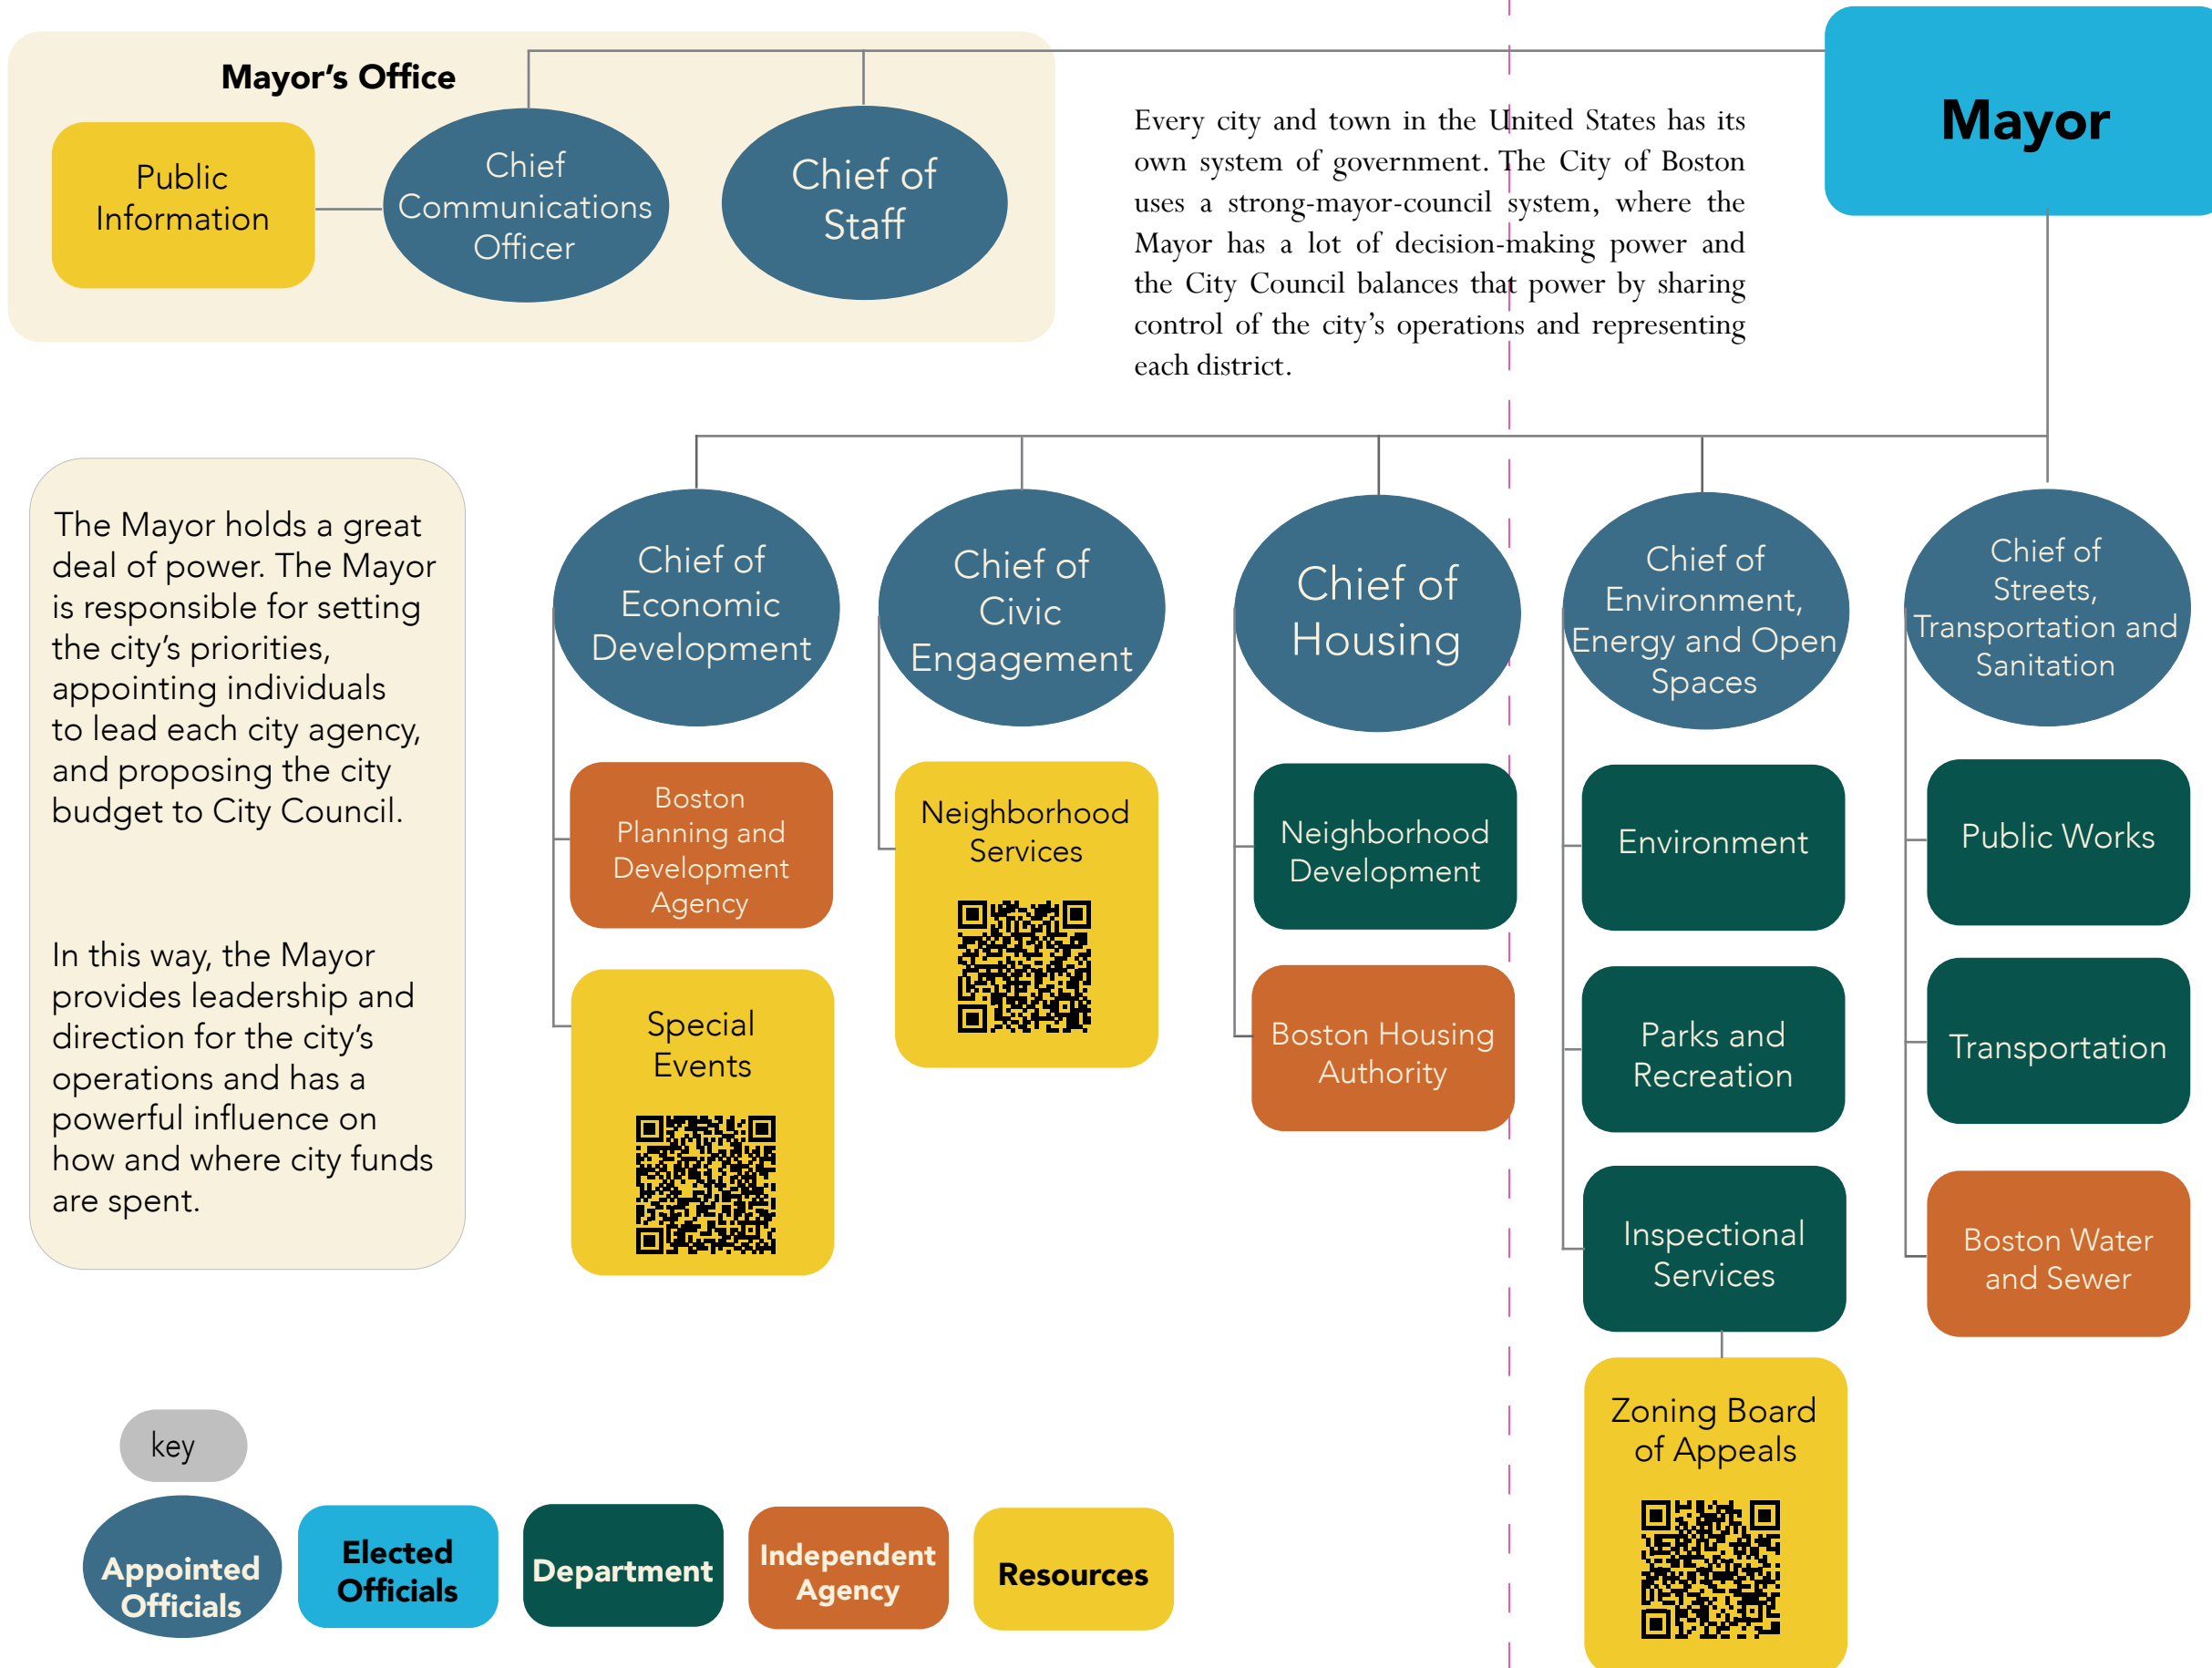 Mayor's Office
Public
Information
Chief
Communications
Officer
Chief of
Staff
Every city and town in the United States has its
own system of government. The City of Boston
uses a strong-mayor-council system, where the
Mayor has a lot of decision-making power and
the City Council balances that power by sharing
control of the city's operations and representing
each district.
Mayor
The Mayor holds a great
deal of power. The Mayor
is responsible for setting
the city's priorities,
appointing individuals
to lead each city agency,
and proposing the city
budget to City Council.
In this way, the Mayor
provides leadership and
direction for the city's
operations and has a
powerful influence on
how and where city funds
are spent.
Chief of
Economic
Development
Boston
Planning and
Development
Agency
Special
Events
Chief of
Civic
Engagement
Neighborhood
Services
Chief of
Housing
Neighborhood
Development
Boston Housing
Authority
Chief of
Environment,
Energy and Open
Spaces
Environment
Parks and
Recreation
Inspectional
Services
Zoning Board
of Appeals
Chief of
Streets,
Transportation and
Sanitation
Public Works
Transportation
Boston Water
and Sewer
key
Appointed
Officials
Elected
Officials
Department
Independent
Agency
Resources